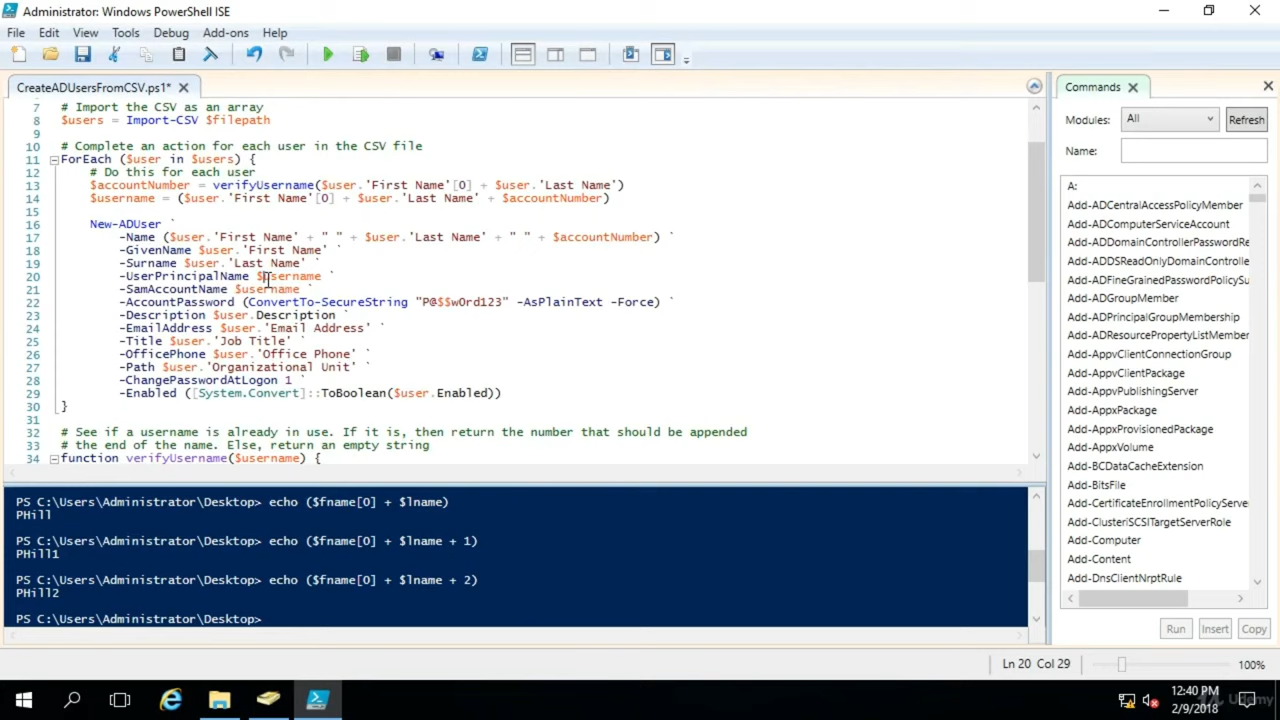 Administrator: Windows PowerShell ISE
File Edit View Tools Debug Add-ons Help
CreateADUsersFromCSV.ps1*
7 # Import the CSV as an array
8 $users = Import-CSV $filepath
9
10 # Complete an action for each user in the CSV file
11 ForEach ($user in $users) {
12 # Do this for each user
13 $accountNumber = verifyUsername($user.'First Name'[0] + $user.'Last Name')
14 $username = ($user.'First Name'[0] + $user.'Last Name' + $accountNumber)
15
16 New-ADUser `
17 -Name ($user.'First Name' + " " + $user.'Last Name' + " " + $accountNumber) `
18 -GivenName $user.'First Name' `
19 -Surname $user.'Last Name' `
20 -UserPrincipalName $username `
21 -SamAccountName $username `
22 -AccountPassword (ConvertTo-SecureString "P@$$w0rd123" -AsPlainText -Force) `
23 -Description $user.Description `
24 -EmailAddress $user.'Email Address' `
25 -Title $user.'Job Title' `
26 -OfficePhone $user.'Office Phone' `
27 -Path $user.'Organizational Unit' `
28 -ChangePasswordAtLogon 1 `
29 -Enabled ([System.Convert]::ToBoolean($user.Enabled))
30 }
31
32 # See if a username is already in use. If it is, then return the number that should be appended
33 # the end of the name. Else, return an empty string
34 function verifyUsername($username) {
PS C:\Users\Administrator\Desktop> echo ($fname[0] + $lname)
PHill
PS C:\Users\Administrator\Desktop> echo ($fname[0] + $lname + 1)
PHill1
PS C:\Users\Administrator\Desktop> echo ($fname[0] + $lname + 2)
PHill2
PS C:\Users\Administrator\Desktop>
Commands
Modules: All Refresh
Name:
A:
Add-ADCentralAccessPolicyMember
Add-ADComputerServiceAccount
Add-ADDomainControllerPasswordRe
Add-ADFineGrainedPasswordPolicySu
Add-ADGroupMember
Add-ADPrincipalGroupMembership
Add-ADResourcePropertyListMember
Add-AppvClientConnectionGroup
Add-AppvClientPackage
Add-AppvPublishingServer
Add-AppxPackage
Add-AppxProvisionedPackage
Add-AppxVolume
Add-BCDataCacheExtension
Add-BitsFile
Add-CertificateEnrollmentPolicyServe
Add-ClusteriSCSITargetServerRole
Add-Computer
Add-Content
Add-DnsClientNrptRule
Run Insert Copy
Ln 20 Col 29 100%
12:40 PM
2/9/2018
Udemy